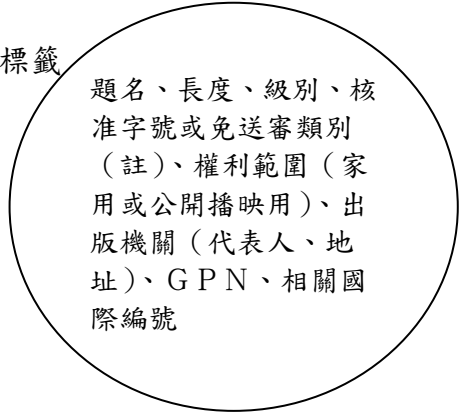 標籤
題名、長度、級別、核
准字號或免送審類別
（註）、權利範圍（家
用或公開播映用）、出
版機關（代表人、地
址）、ＧＰＮ、相關國
際編號